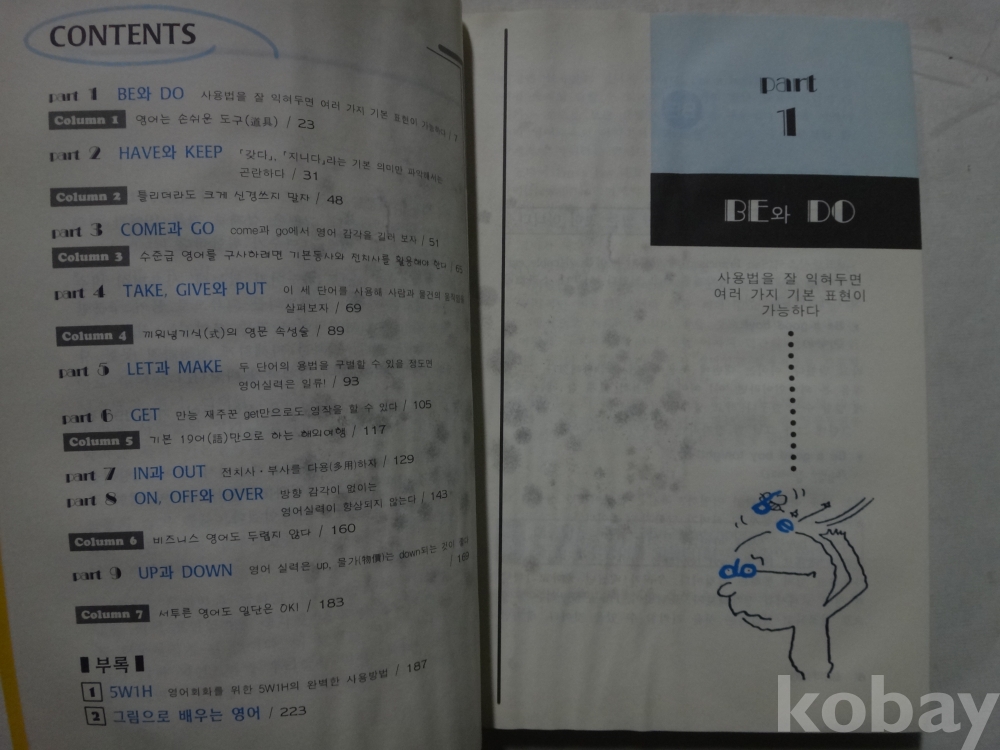 CONTENTS
part 1 BE와 DO 사용법을 잘 익혀두면 여러 가지 기본 표현이 가능하다 / 7
Column 1 영어는 손쉬운 도구(道具) / 23
part 2 HAVE와 KEEP 「갖다」, 「지니다」라는 기본 의미만 파악해서는
곤란하다 / 31
Column 2 틀리더라도 크게 신경쓰지 말자 / 48
part 3 COME과 GO come과 go에서 영어 감각을 길러 보자 / 51
Column 3 수준급 영어를 구사하려면 기본동사와 전치사를 활용해야 한다 / 65
part 4 TAKE, GIVE와 PUT 이 세 단어를 사용해 사람과 물건의 움직임을
살펴보자 / 69
Column 4 끼워넣기식(式)의 영문 속성술 / 89
part 5 LET과 MAKE 두 단어의 용법을 구별할 수 있을 정도면
영어실력은 일류! / 93
part 6 GET 만능 재주꾼 get만으로도 영작을 할 수 있다 / 105
Column 5 기본 19어(語)만으로 하는 해외여행 / 117
part 7 IN과 OUT 전치사·부사를 다용(多用)하자 / 129
part 8 ON, OFF와 OVER 방향 감각이 없이는
영어실력이 향상되지 않는다 / 143
Column 6 비즈니스 영어도 두렵지 않다 / 160
part 9 UP과 DOWN 영어 실력은 up, 물가(物價)는 down되는 것이 좋다
Column 7 서투른 영어도 일단은 OK! / 183
부록
1 5W1H 영어회화를 위한 5W1H의 완벽한 사용방법 / 187
2 그림으로 배우는 영어 / 223
part
1
BE와 DO
사용법을 잘 익혀두면
여러 가지 기본 표현이
가능하다
be
do
kobay